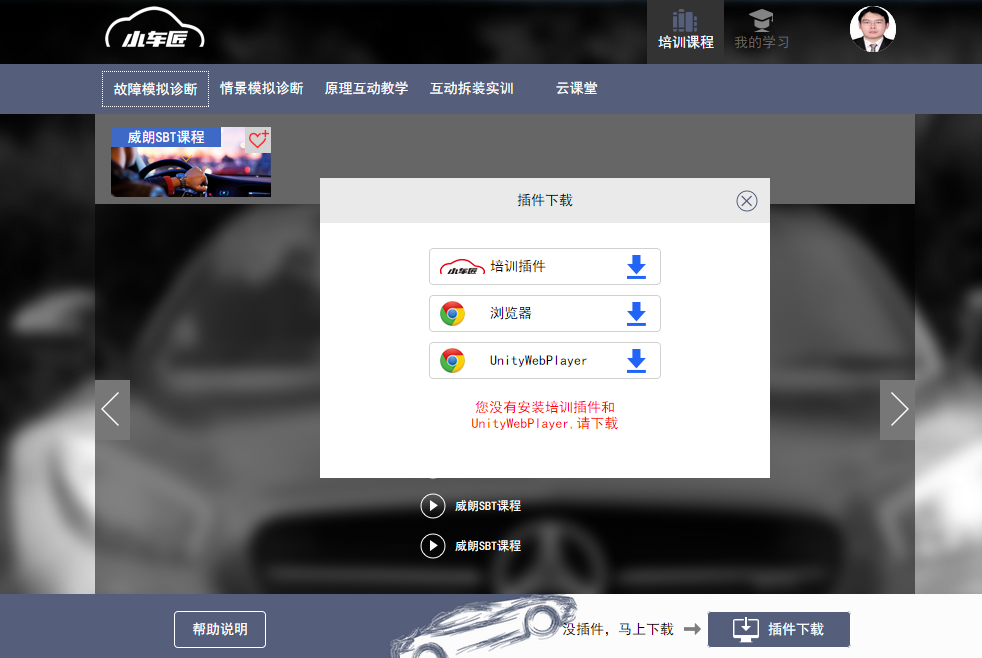 小车匠
培训课程
我的学习
故障模拟诊断
情景模拟诊断
原理互动教学
互动拆装实训
云课堂
威朗SBT课程
插件下载
小车匠 培训插件
浏览器
UnityWebPlayer
您没有安装培训插件和
UnityWebPlayer,请下载
威朗SBT课程
威朗SBT课程
帮助说明
没插件，马上下载
插件下载